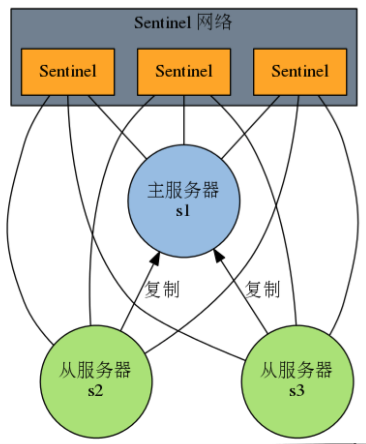 Sentinel 网络
Sentinel Sentinel Sentinel
主服务器
s1
复制 复制
从服务器 从服务器
s2 s3